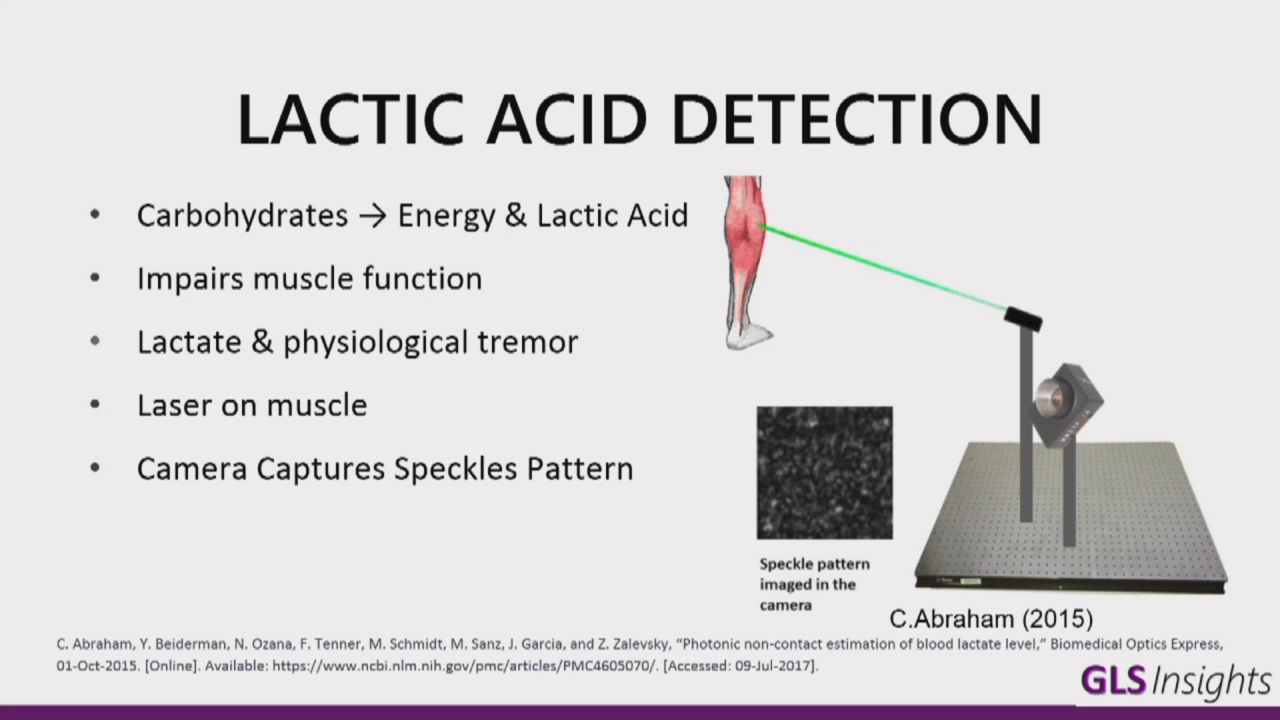 LACTIC ACID DETECTION
• Carbohydrates → Energy & Lactic Acid
• Impairs muscle function
• Lactate & physiological tremor
• Laser on muscle
• Camera Captures Speckles Pattern
Speckle pattern
imaged in the
camera
C.Abraham (2015)
C. Abraham, Y. Beiderman, N. Ozana, F. Tenner, M. Schmidt, M. Sanz, J. Garcia, and Z. Zalevsky, “Photonic non-contact estimation of blood lactate level,” Biomedical Optics Express,
01-Oct-2015. [Online]. Available: https://www.ncbi.nlm.nih.gov/pmc/articles/PMC4605070/. [Accessed: 09-Jul-2017].
GLS Insights